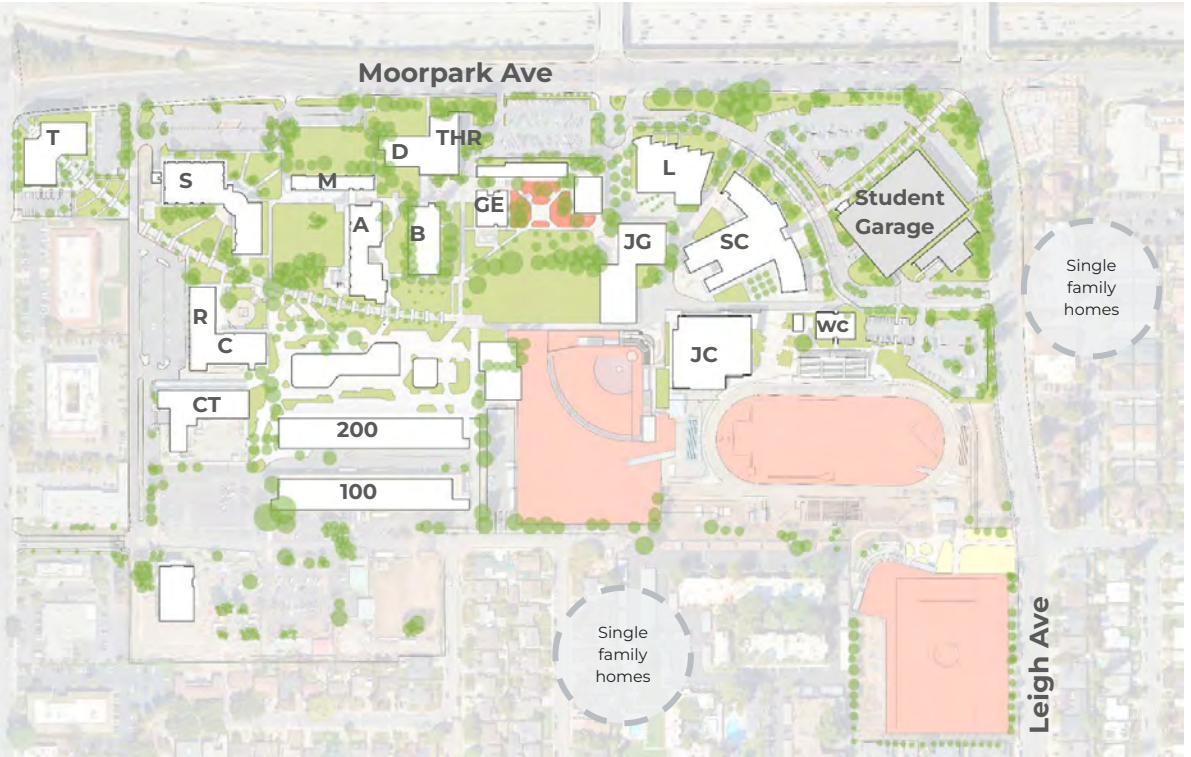 Moorpark Ave
T
THR
D
L
S
M
Student
Garage
GE
A
B
JG
SC
Single
family
homes
R
C
WC
JC
CT
200
100
Single
family
homes
Leigh Ave